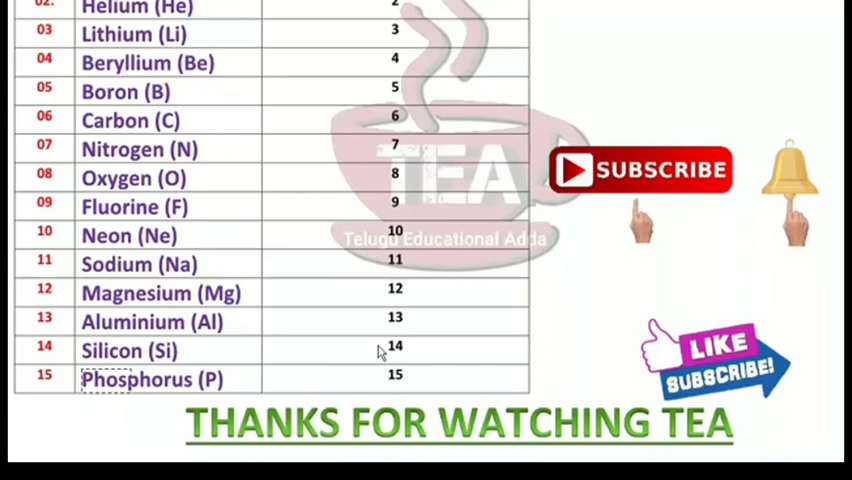 02. Helium (He) 2
03 Lithium (Li) 3
04 Beryllium (Be) 4
05 Boron (B) 5
06 Carbon (C) 6
07 Nitrogen (N) 7
08 Oxygen (O) 8
09 Fluorine (F) 9
10 Neon (Ne) 10
11 Sodium (Na) 11
12 Magnesium (Mg) 12
13 Aluminium (Al) 13
14 Silicon (Si) 14
15 Phosphorus (P) 15
TEA
Telugu Educational Adda
SUBSCRIBE
LIKE
SUBSCRIBE!
THANKS FOR WATCHING TEA